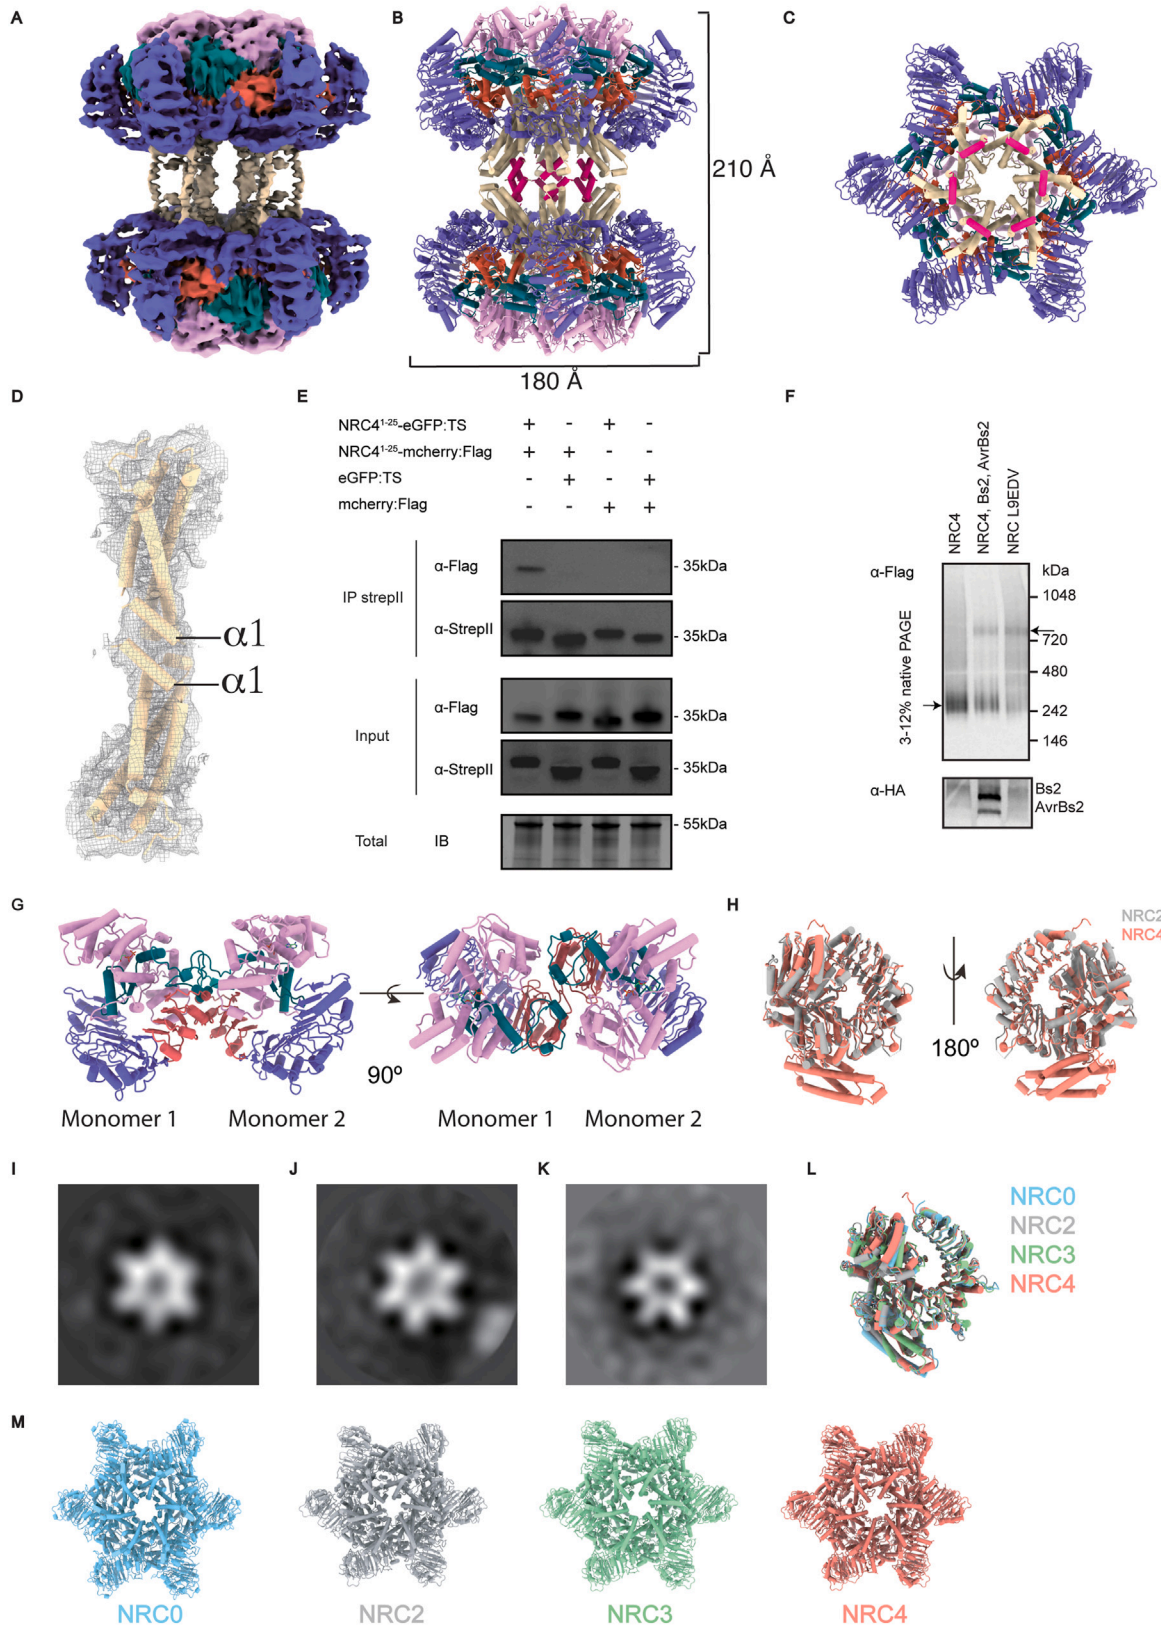 A
B
C
210 Å
180 Å
D
E
F
NRC4¹⁻²⁵-eGFP:TS + - + -
NRC4¹⁻²⁵-mcherry:Flag + + - -
eGFP:TS - + - +
mcherry:Flag - - + +
IP strepII
α-Flag
- 35kDa
α-StrepII
- 35kDa
Input
α-Flag
- 35kDa
α-StrepII
- 35kDa
Total
IB
- 55kDa
α1
α1
NRC4
NRC4, Bs2, AvrBs2
NRC L9EDV
α-Flag
kDa
1048
720
480
242
146
3-12% native PAGE
α-HA
Bs2
AvrBs2
G
90º
Monomer 1
Monomer 2
Monomer 1
Monomer 2
H
NRC2
NRC4
180º
I
J
K
L
NRC0
NRC2
NRC3
NRC4
M
NRC0
NRC2
NRC3
NRC4